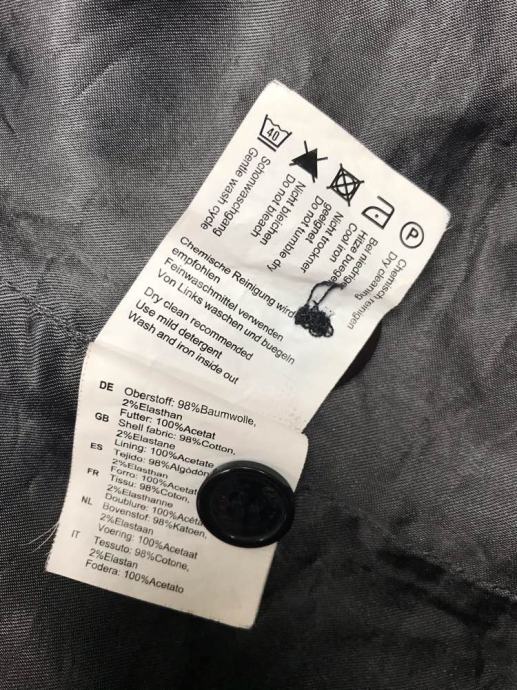 40
P
Schonwaschgang
Gentle wash cycle
Nicht bleichen
Do not bleach
Nicht trockner
geeignet
Do not tumble dry
Bei niedrige
Hitze buege
Cool iron
Chemisch reinigen
Dry cleaning
Chemische Reinigung wird
empfohlen
Feinwaschmittel verwenden
Von Links waschen und buegeln
Dry clean recommended
Use mild detergent
Wash and iron inside out
DE Oberstoff: 98%Baumwolle,
2%Elasthan
Futter: 100%Acetat
GB Shell fabric: 98%Cotton,
2%Elastane
Lining: 100%Acetate
ES Tejido: 98%Algodón
2%Elasthan
Forro: 100%Acetat
FR Tissu: 98%Coton,
2%Elasthanne
Doublure: 100%Acéta
NL Bovenstof: 98%Katoen,
2%Elastaan
Voering: 100%Acetaat
IT Tessuto: 98%Cotone,
2%Elastan
Fodera: 100%Acetato